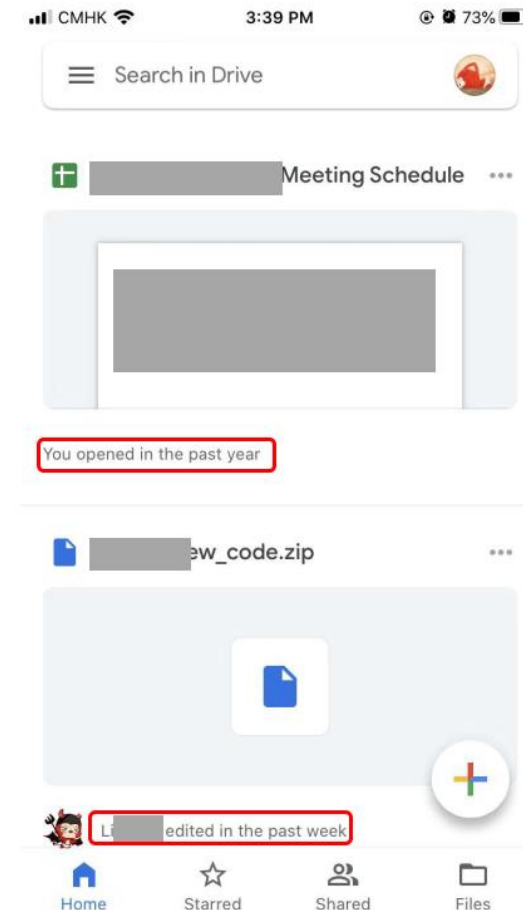 CMHK 3:39 PM 73%
Search in Drive
Meeting Schedule
You opened in the past year
ew_code.zip
Li edited in the past week
Home Starred Shared Files